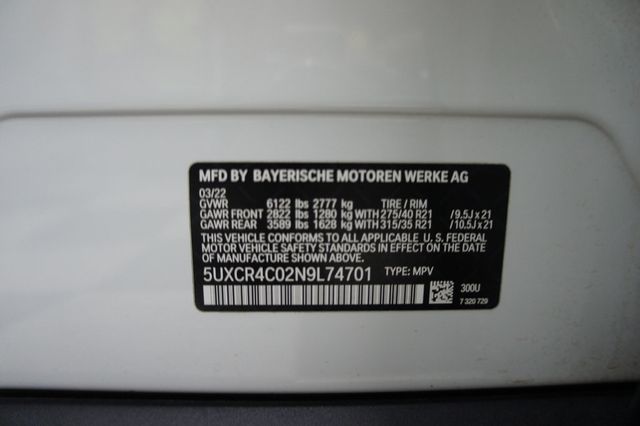 MFD BY BAYERISCHE MOTOREN WERKE AG
03/22
GVWR 6122 lbs 2777 kg TIRE / RIM
GAWR FRONT 2822 lbs 1280 kg WITH 275/40 R21 / 9.5J x 21
GAWR REAR 3589 lbs 1628 kg WITH 315/35 R21 / 10.5J x 21
THIS VEHICLE CONFORMS TO ALL APPLICABLE U. S. FEDERAL
MOTOR VEHICLE SAFETY STANDARDS IN EFFECT ON THE DATE
OF MANUFACTURE SHOWN ABOVE.
5UXCR4C02N9L74701 TYPE: MPV
300U
7 320 729